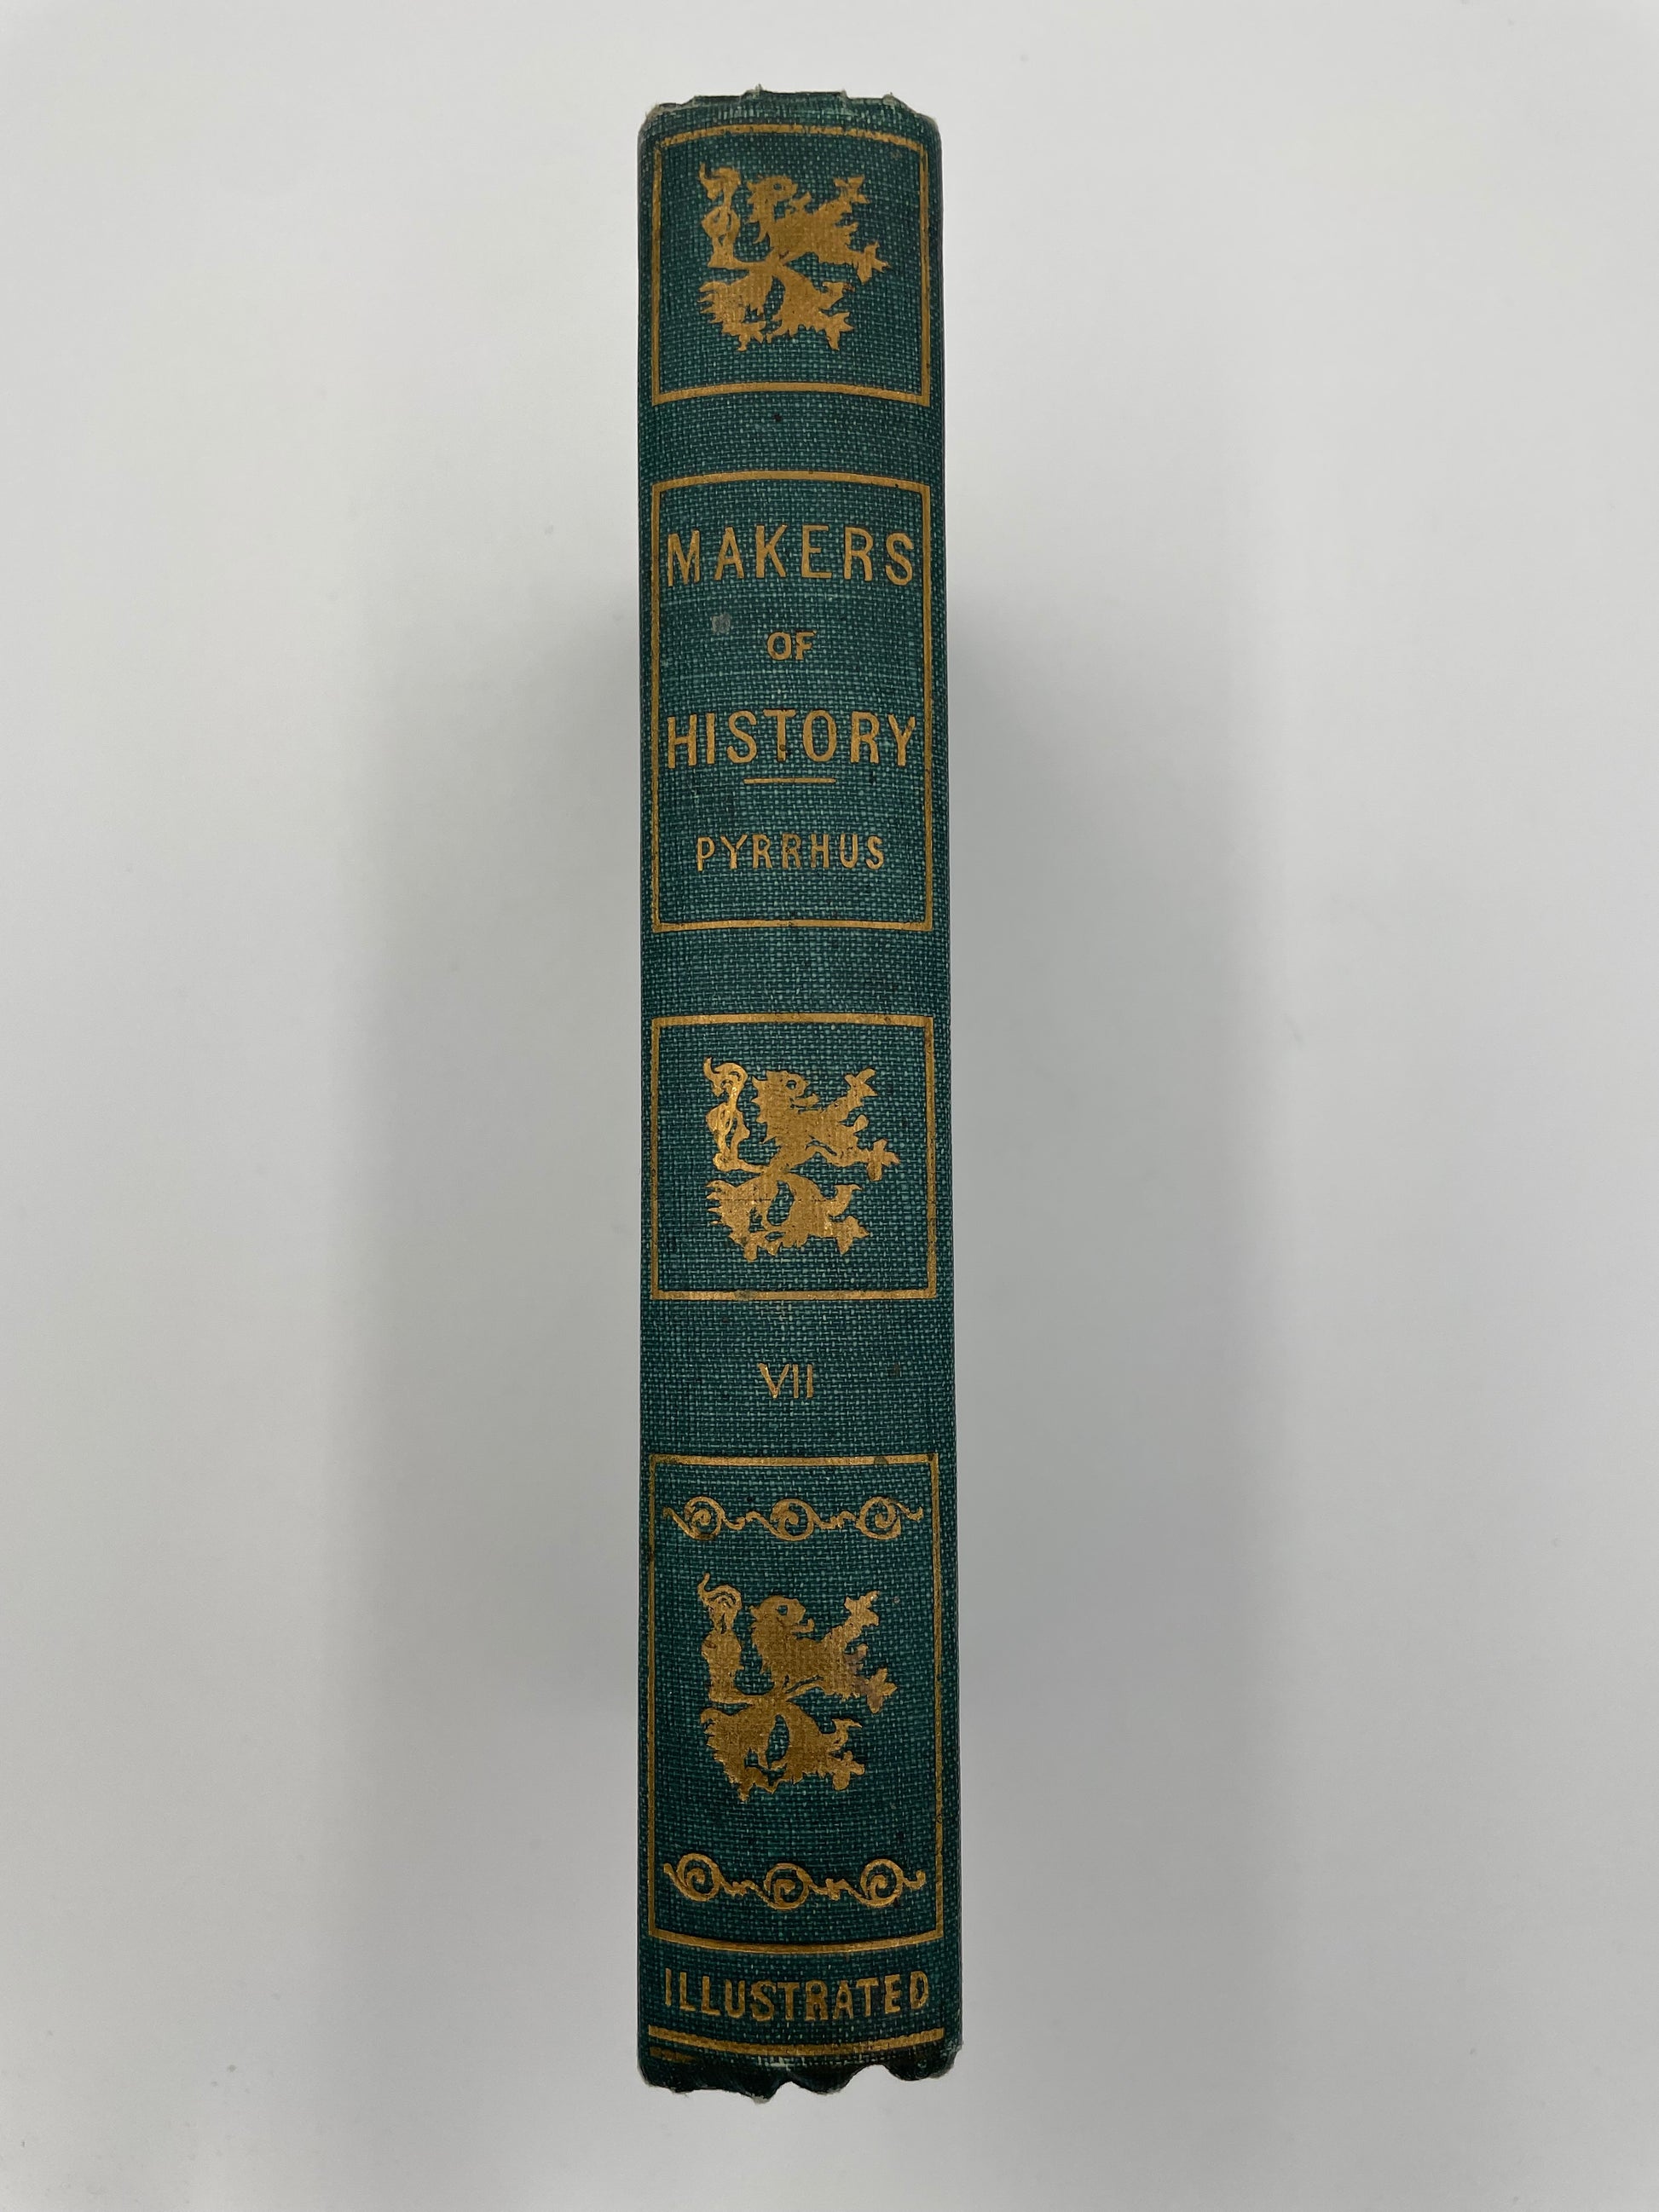 MAKERS
OF
HISTORY
PYRRHUS
VII
ILLUSTRATED